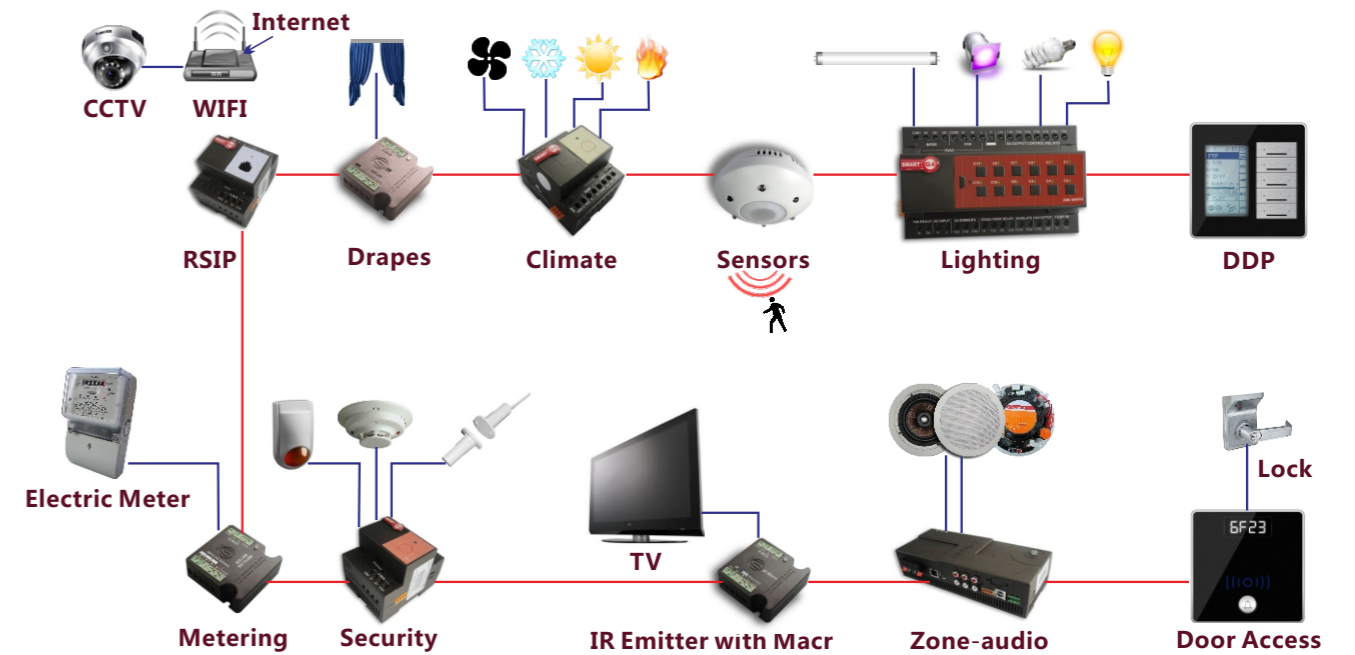 Internet
CCTV
WIFI
RSIP
Drapes
Climate
Sensors
SMART
Lighting
DDP
Electric Meter
Metering
Security
TV
IR Emitter with Macr
Zone-audio
6F23
Lock
Door Access